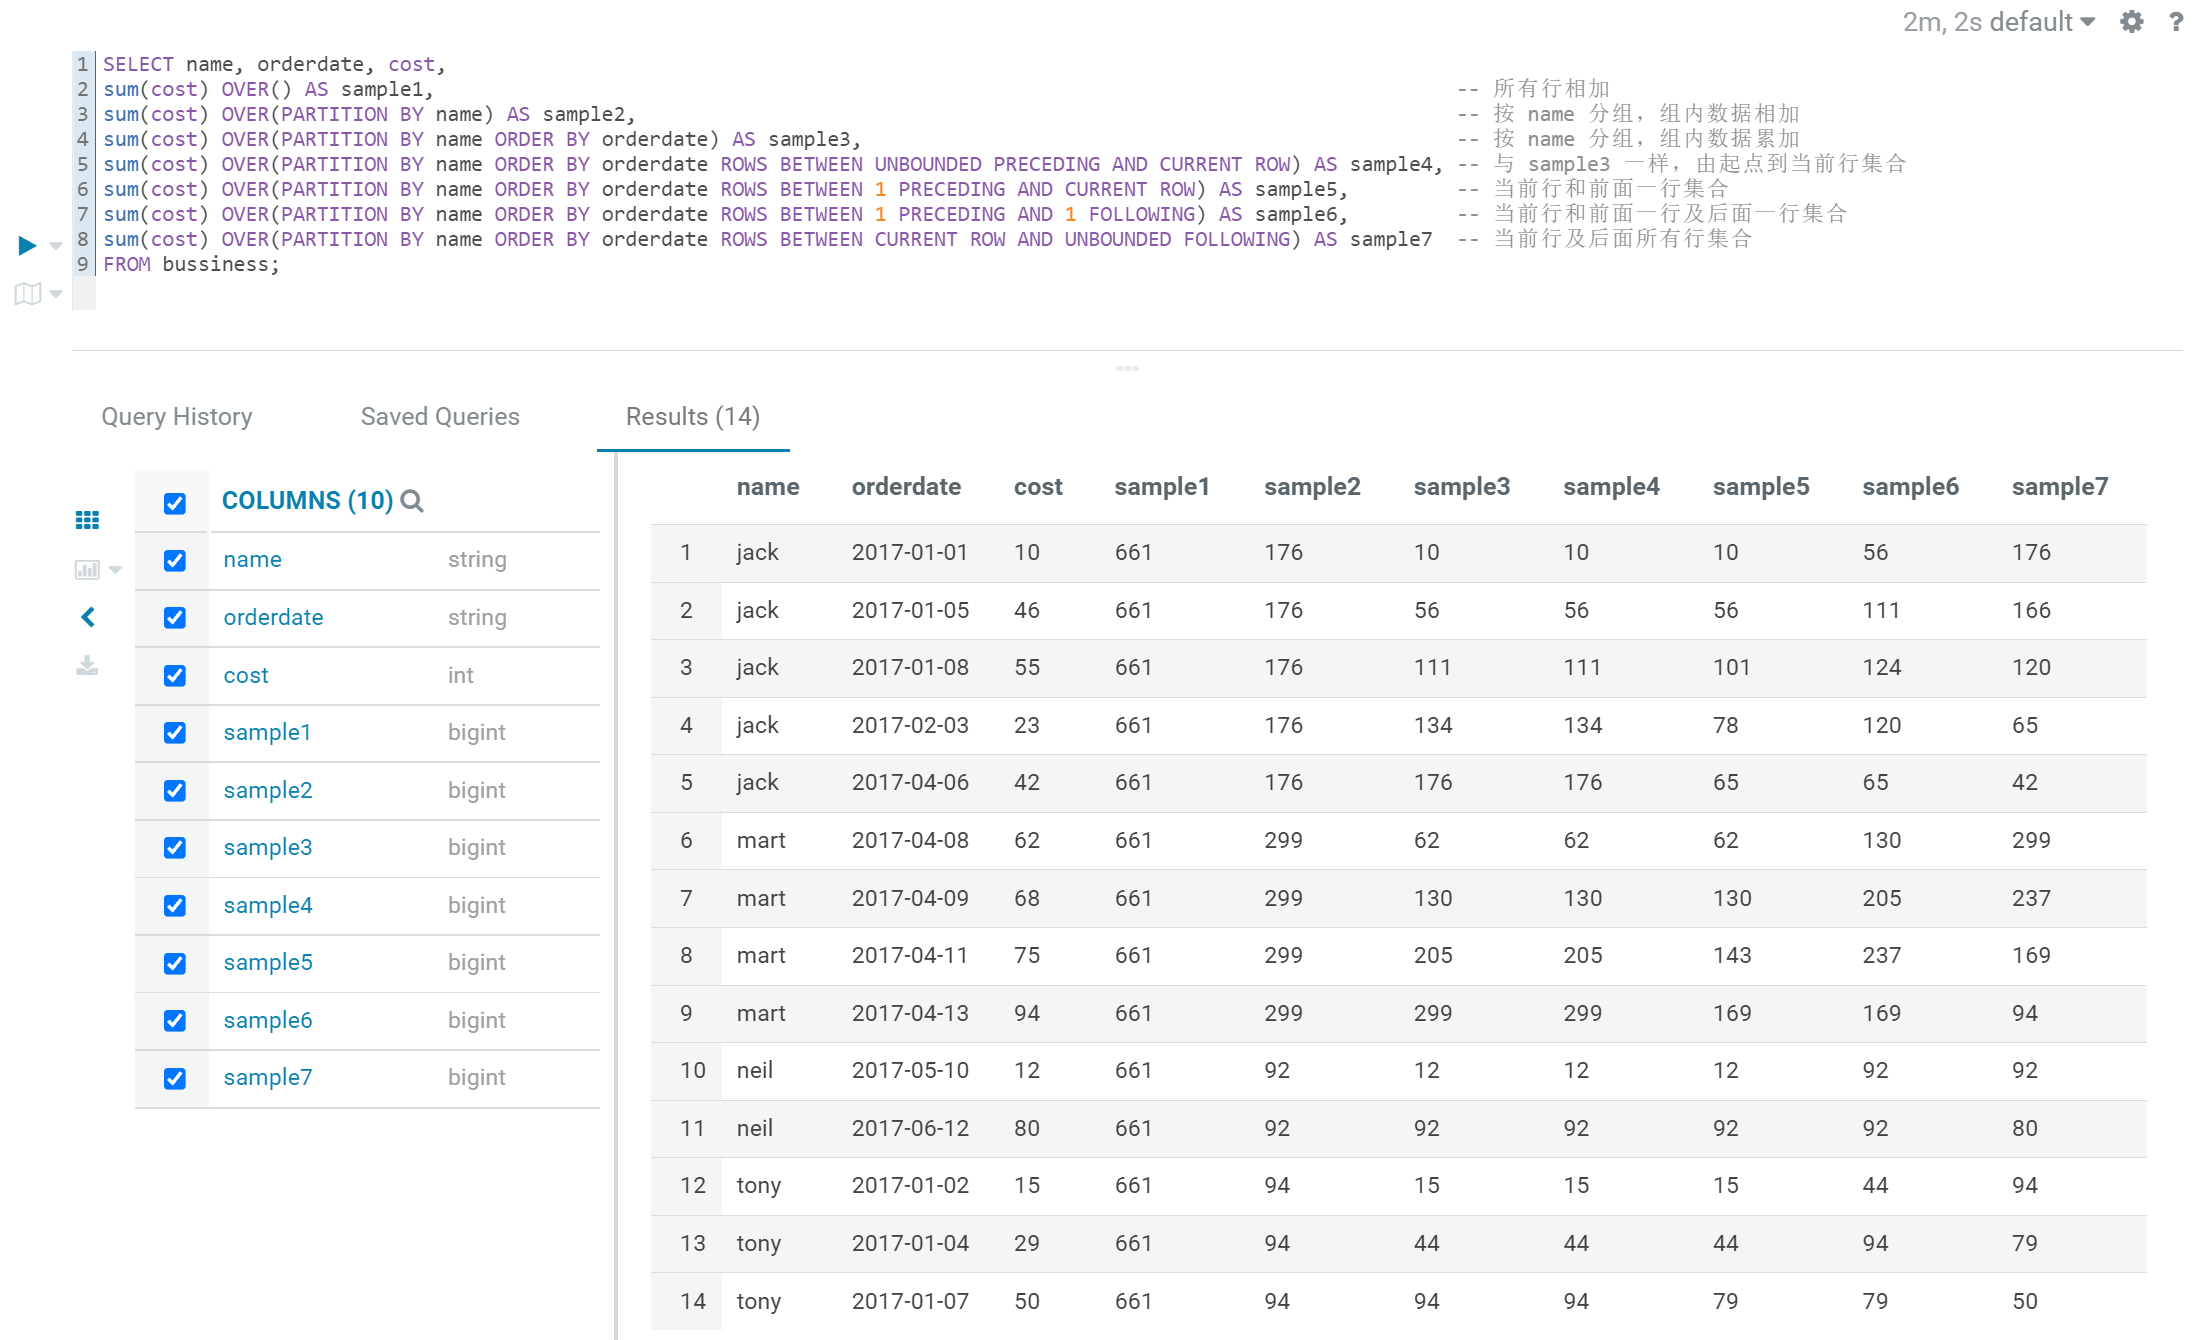 2m, 2s default ?
1 SELECT name, orderdate, cost,
2 sum(cost) OVER() AS sample1, -- 所有行相加
3 sum(cost) OVER(PARTITION BY name) AS sample2, -- 按 name 分组，组内数据相加
4 sum(cost) OVER(PARTITION BY name ORDER BY orderdate) AS sample3, -- 按 name 分组，组内数据累加
5 sum(cost) OVER(PARTITION BY name ORDER BY orderdate ROWS BETWEEN UNBOUNDED PRECEDING AND CURRENT ROW) AS sample4, -- 与 sample3 一样，由起点到当前行集合
6 sum(cost) OVER(PARTITION BY name ORDER BY orderdate ROWS BETWEEN 1 PRECEDING AND CURRENT ROW) AS sample5, -- 当前行和前面一行集合
7 sum(cost) OVER(PARTITION BY name ORDER BY orderdate ROWS BETWEEN 1 PRECEDING AND 1 FOLLOWING) AS sample6, -- 当前行和前面一行及后面一行集合
8 sum(cost) OVER(PARTITION BY name ORDER BY orderdate ROWS BETWEEN CURRENT ROW AND UNBOUNDED FOLLOWING) AS sample7 -- 当前行及后面所有行集合
9 FROM bussiness;
Query History Saved Queries Results (14)
COLUMNS (10)
name string
orderdate string
cost int
sample1 bigint
sample2 bigint
sample3 bigint
sample4 bigint
sample5 bigint
sample6 bigint
sample7 bigint
name orderdate cost sample1 sample2 sample3 sample4 sample5 sample6 sample7
1 jack 2017-01-01 10 661 176 10 10 10 56 176
2 jack 2017-01-05 46 661 176 56 56 56 111 166
3 jack 2017-01-08 55 661 176 111 111 101 124 120
4 jack 2017-02-03 23 661 176 134 134 78 120 65
5 jack 2017-04-06 42 661 176 176 176 65 65 42
6 mart 2017-04-08 62 661 299 62 62 62 130 299
7 mart 2017-04-09 68 661 299 130 130 130 205 237
8 mart 2017-04-11 75 661 299 205 205 143 237 169
9 mart 2017-04-13 94 661 299 299 299 169 169 94
10 neil 2017-05-10 12 661 92 12 12 12 92 92
11 neil 2017-06-12 80 661 92 92 92 92 92 80
12 tony 2017-01-02 15 661 94 15 15 15 44 94
13 tony 2017-01-04 29 661 94 44 44 44 94 79
14 tony 2017-01-07 50 661 94 94 94 79 79 50